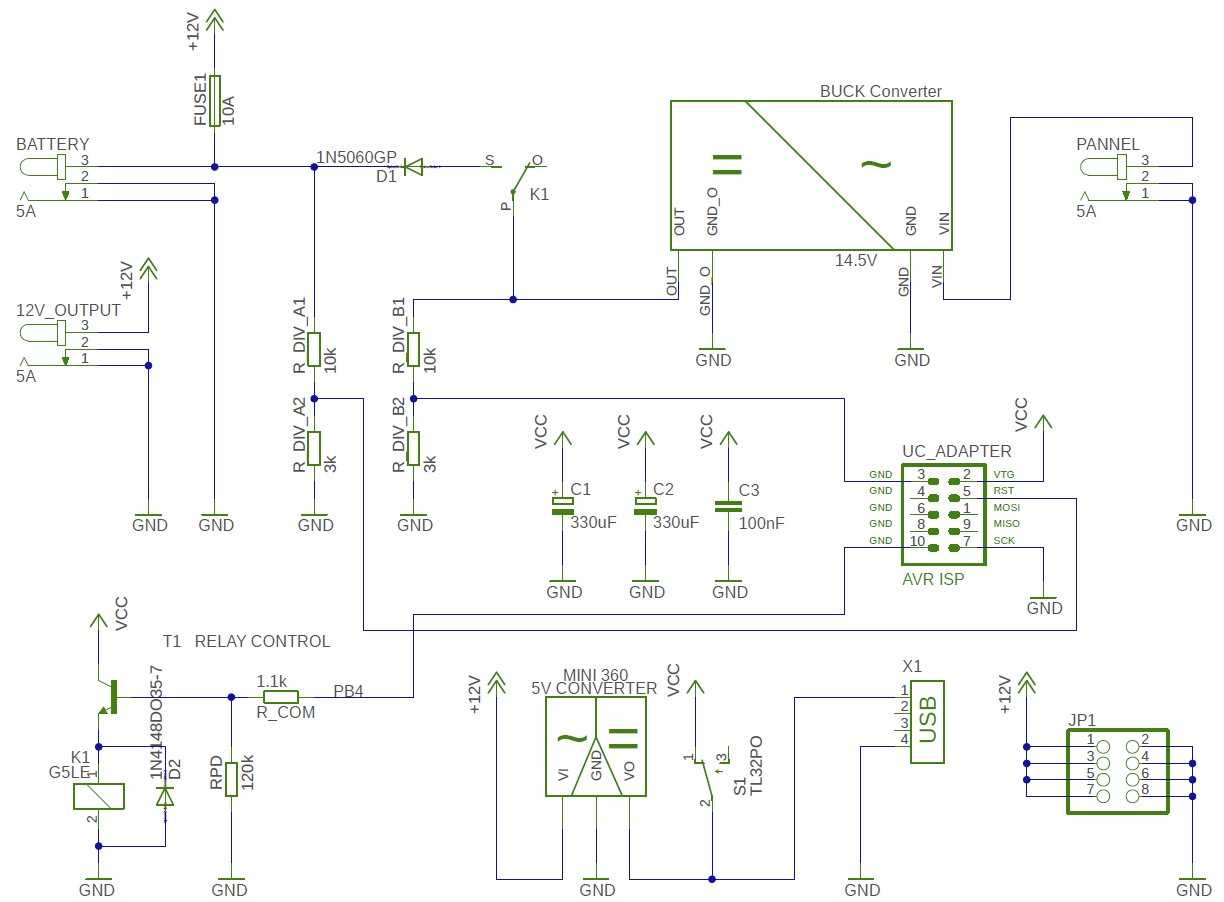 +12V
FUSE1
10A
BUCK Converter
BATTERY
3
2
1
5A
1N5060GP
D1
S
O
P
K1
OUT
GND_O
GND
VIN
OUT
GND_O
GND
VIN
14.5V
GND
GND
PANNEL
3
2
1
5A
+12V
12V_OUTPUT
3
2
1
5A
R_DIV_A1
10k
R_DIV_B1
10k
R_DIV_A2
3k
R_DIV_B2
3k
GND
GND
GND
GND
VCC
VCC
VCC
+
C1
330uF
+
C2
330uF
C3
100nF
GND
GND
GND
VCC
UC_ADAPTER
GND 3 2 VTG
GND 4 5 RST
GND 6 1 MOSI
GND 8 9 MISO
GND 10 7 SCK
AVR ISP
GND
GND
VCC
T1 RELAY CONTROL
1.1k
R_COM
PB4
1N4148DO35-7
D2
K1
G5LE
1
2
RPD
120k
GND
GND
+12V
MINI 360
5V CONVERTER
VI
GND
VO
GND
VCC
1
3
2
S1
TL32PO
X1
1
2
3
4
USB
GND
+12V
JP1
1 2
3 4
5 6
7 8
GND